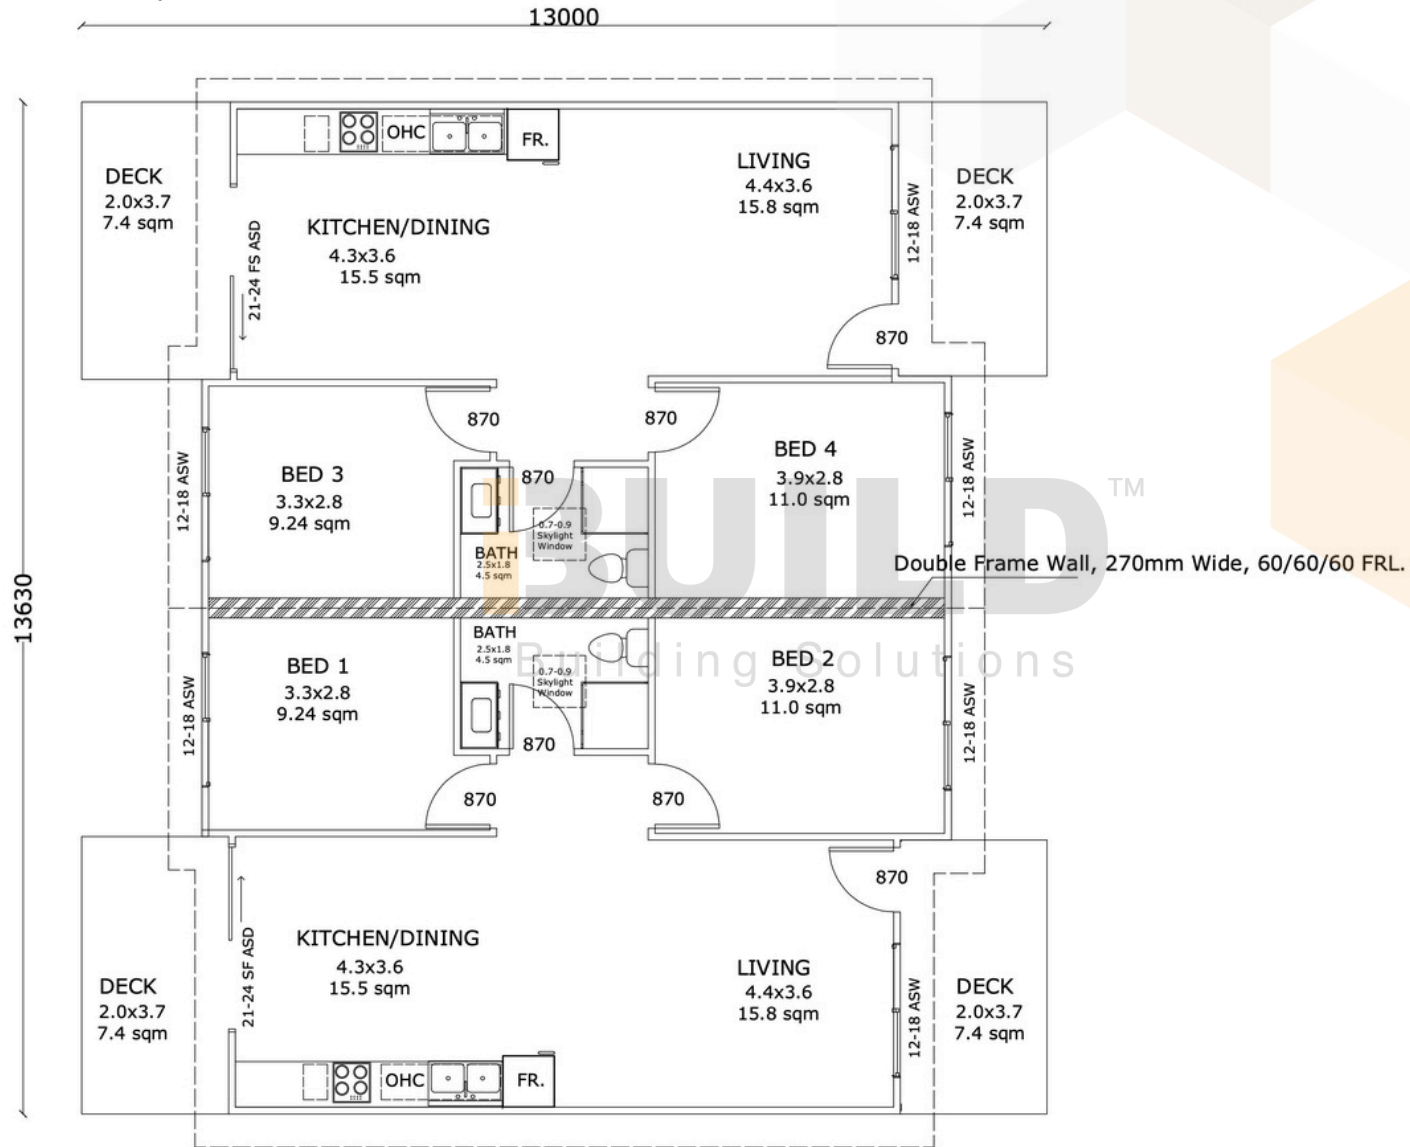 13000
13630
OHC
FR.
DECK
2.0x3.7
7.4 sqm
21-24 FS ASD
KITCHEN/DINING
4.3x3.6
15.5 sqm
LIVING
4.4x3.6
15.8 sqm
12-18 ASW
DECK
2.0x3.7
7.4 sqm
870
870
870
12-18 ASW
BED 3
3.3x2.8
9.24 sqm
870
0.7-0.9
Skylight
Window
BATH
2.5x1.8
4.5 sqm
BED 4
3.9x2.8
11.0 sqm
12-18 ASW
iBUILD™
Building Solutions
Double Frame Wall, 270mm Wide, 60/60/60 FRL.
12-18 ASW
BED 1
3.3x2.8
9.24 sqm
BATH
2.5x1.8
4.5 sqm
0.7-0.9
Skylight
Window
870
BED 2
3.9x2.8
11.0 sqm
12-18 ASW
870
870
870
DECK
2.0x3.7
7.4 sqm
21-24 SF ASD
KITCHEN/DINING
4.3x3.6
15.5 sqm
LIVING
4.4x3.6
15.8 sqm
12-18 ASW
DECK
2.0x3.7
7.4 sqm
OHC
FR.